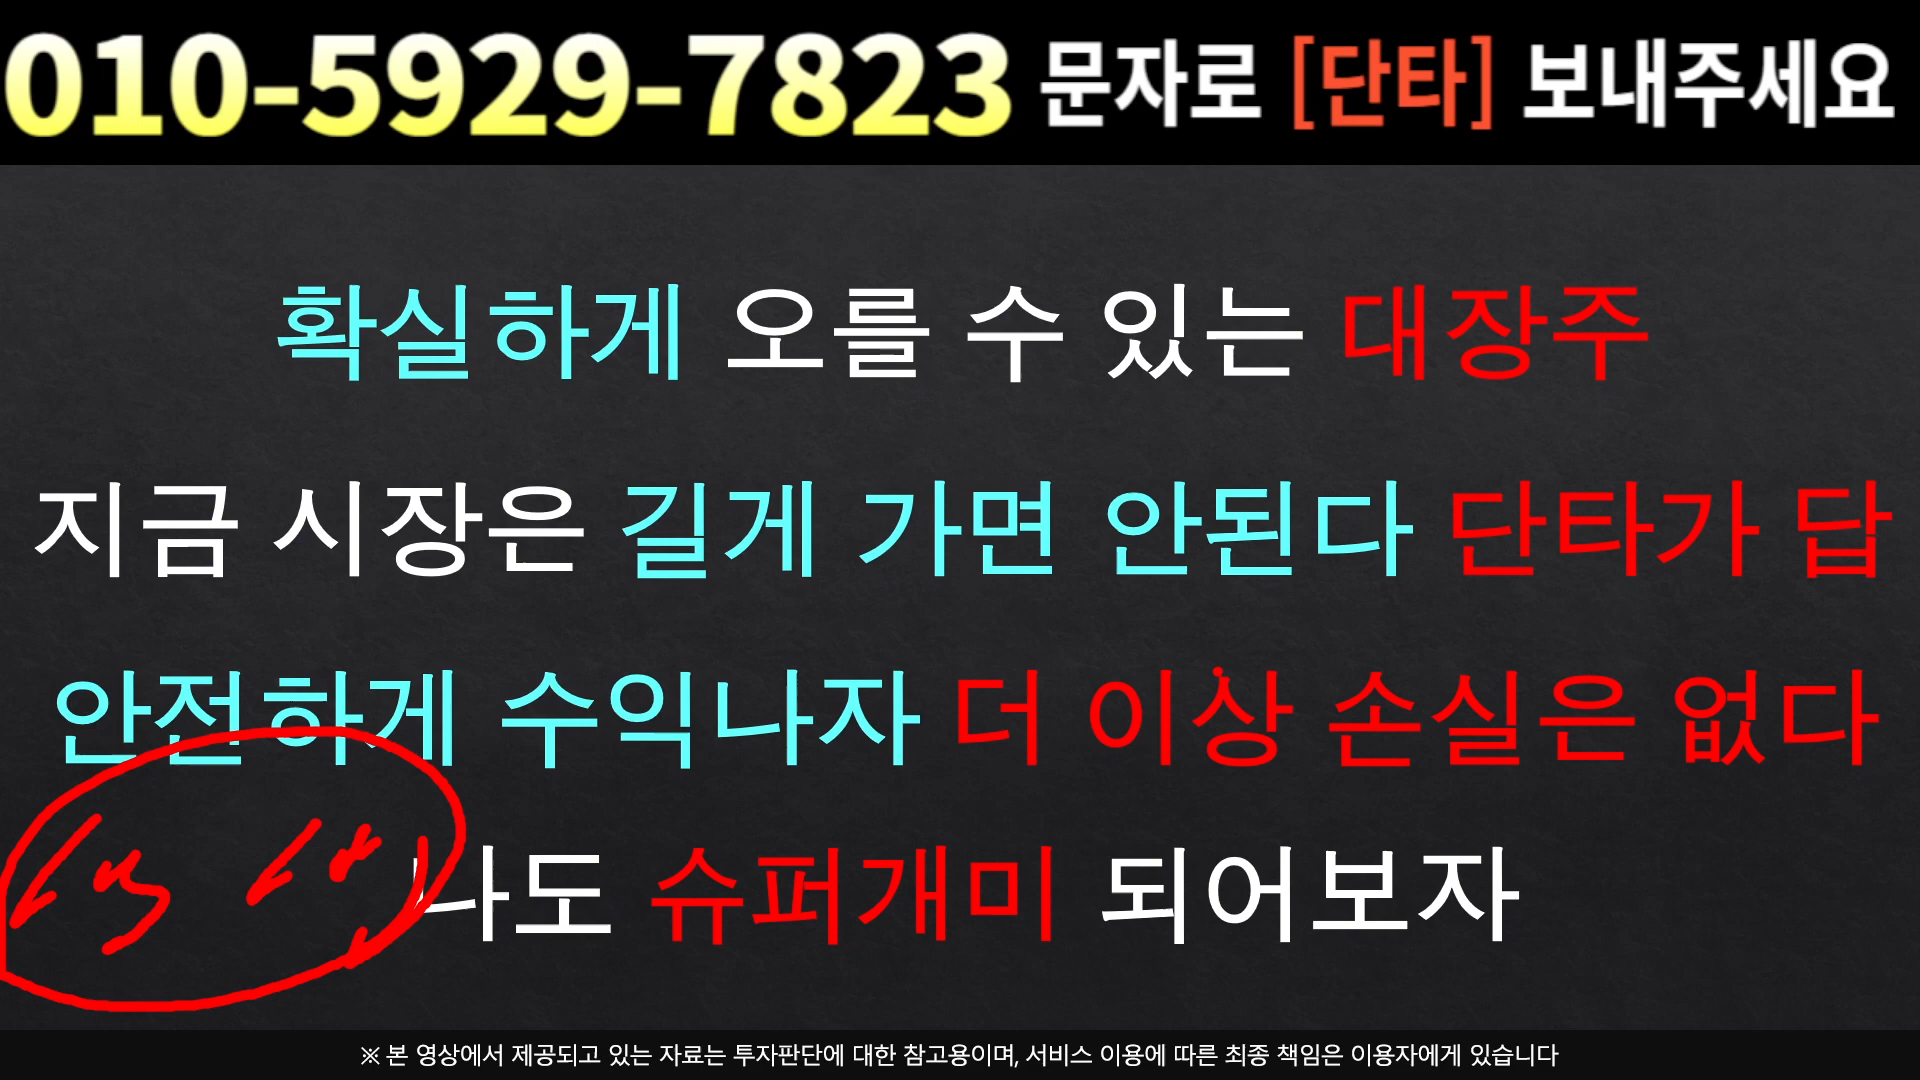 010-5929-7823 문자로 [단타] 보내주세요
확실하게 오를 수 있는 대장주
지금 시장은 길게 가면 안된다 단타가 답
안전하게 수익나자 더 이상 손실은 없다
나도 슈퍼개미 되어보자
※ 본 영상에서 제공되고 있는 자료는 투자판단에 대한 참고용이며, 서비스 이용에 따른 최종 책임은 이용자에게 있습니다